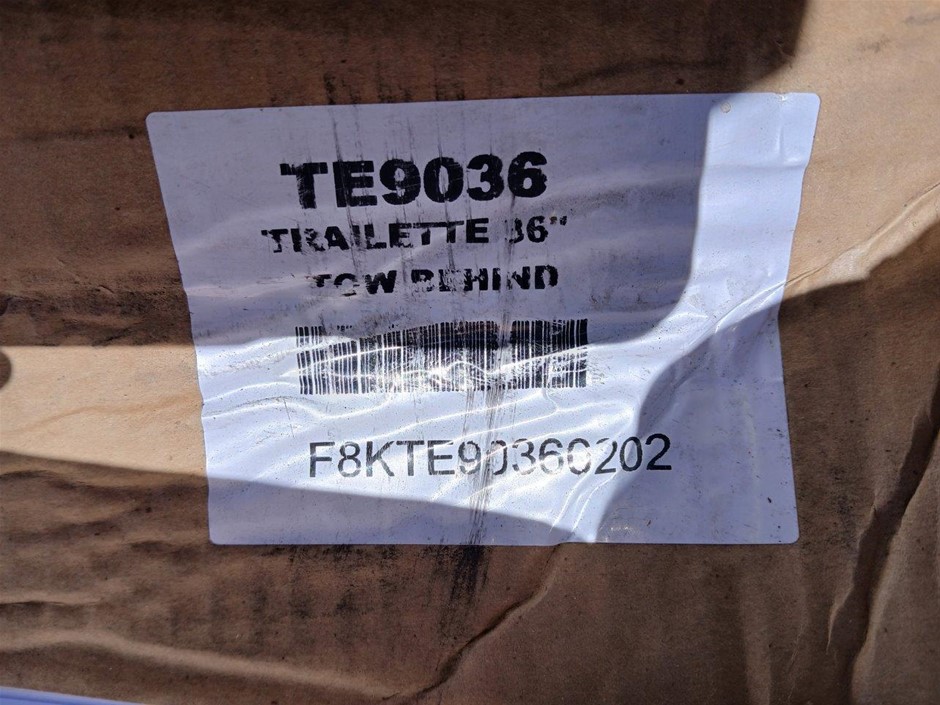 TE9036
TRAILETTE 36"
TOW BEHIND
F8KTE90360202